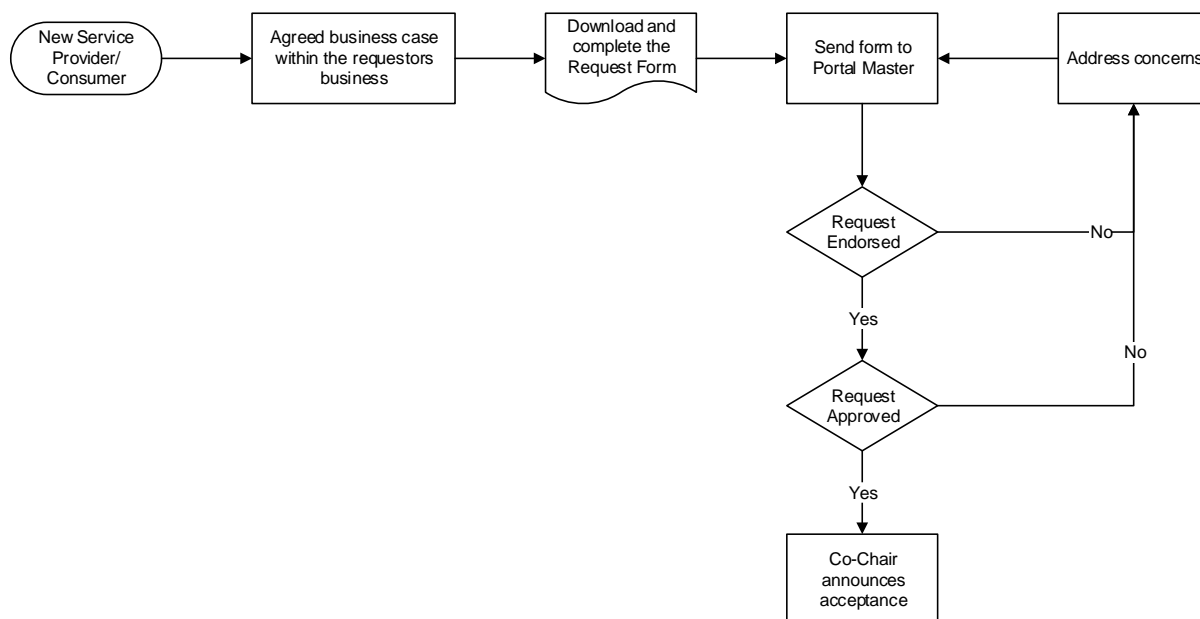 New Service
Provider/
Consumer
Agreed business case
within the requestors
business
Download and
complete the
Request Form
Send form to
Portal Master
Address concerns
Request
Endorsed
No
Yes
No
Request
Approved
Yes
Co-Chair
announces
acceptance